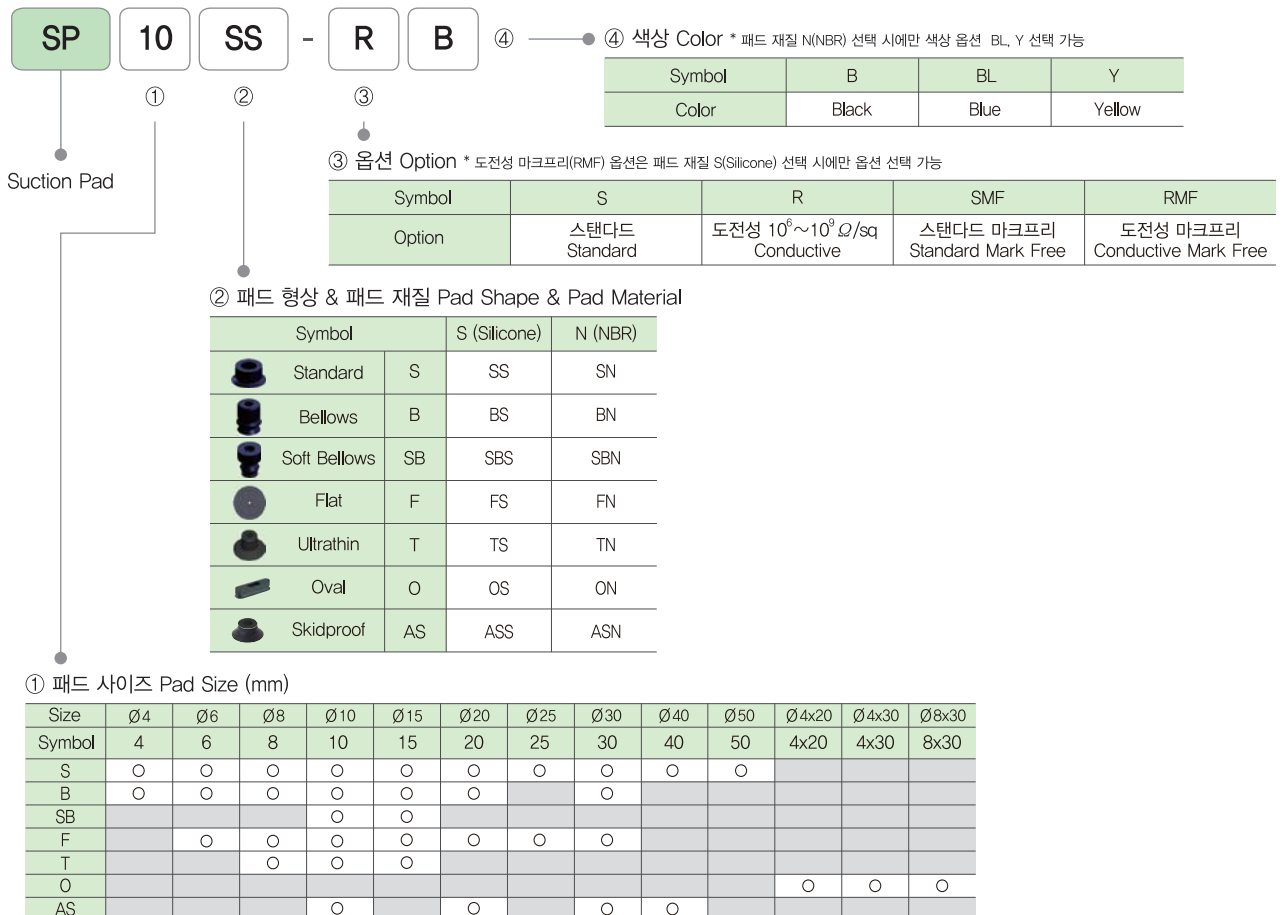 SP 10 SS - R B ④
① ② ③
Suction Pad
④ 색상 Color * 패드 재질 N(NBR) 선택 시에만 색상 옵션 BL, Y 선택 가능
Symbol B BL Y
Color Black Blue Yellow
③ 옵션 Option * 도전성 마크프리(RMF) 옵션은 패드 재질 S(Silicone) 선택 시에만 옵션 선택 가능
Symbol S R SMF RMF
Option 스탠다드 Standard 도전성 10⁶~10⁹ Ω/sq Conductive 스탠다드 마크프리 Standard Mark Free 도전성 마크프리 Conductive Mark Free
② 패드 형상 & 패드 재질 Pad Shape & Pad Material
Symbol S (Silicone) N (NBR)
Standard S SS SN
Bellows B BS BN
Soft Bellows SB SBS SBN
Flat F FS FN
Ultrathin T TS TN
Oval O OS ON
Skidproof AS ASS ASN
① 패드 사이즈 Pad Size (mm)
Size Ø4 Ø6 Ø8 Ø10 Ø15 Ø20 Ø25 Ø30 Ø40 Ø50 Ø4x20 Ø4x30 Ø8x30
Symbol 4 6 8 10 15 20 25 30 40 50 4x20 4x30 8x30
S ○ ○ ○ ○ ○ ○ ○ ○ ○ ○
B ○ ○ ○ ○ ○ ○ ○
SB ○ ○
F ○ ○ ○ ○ ○ ○ ○
T ○ ○ ○
O ○ ○ ○
AS ○ ○ ○ ○